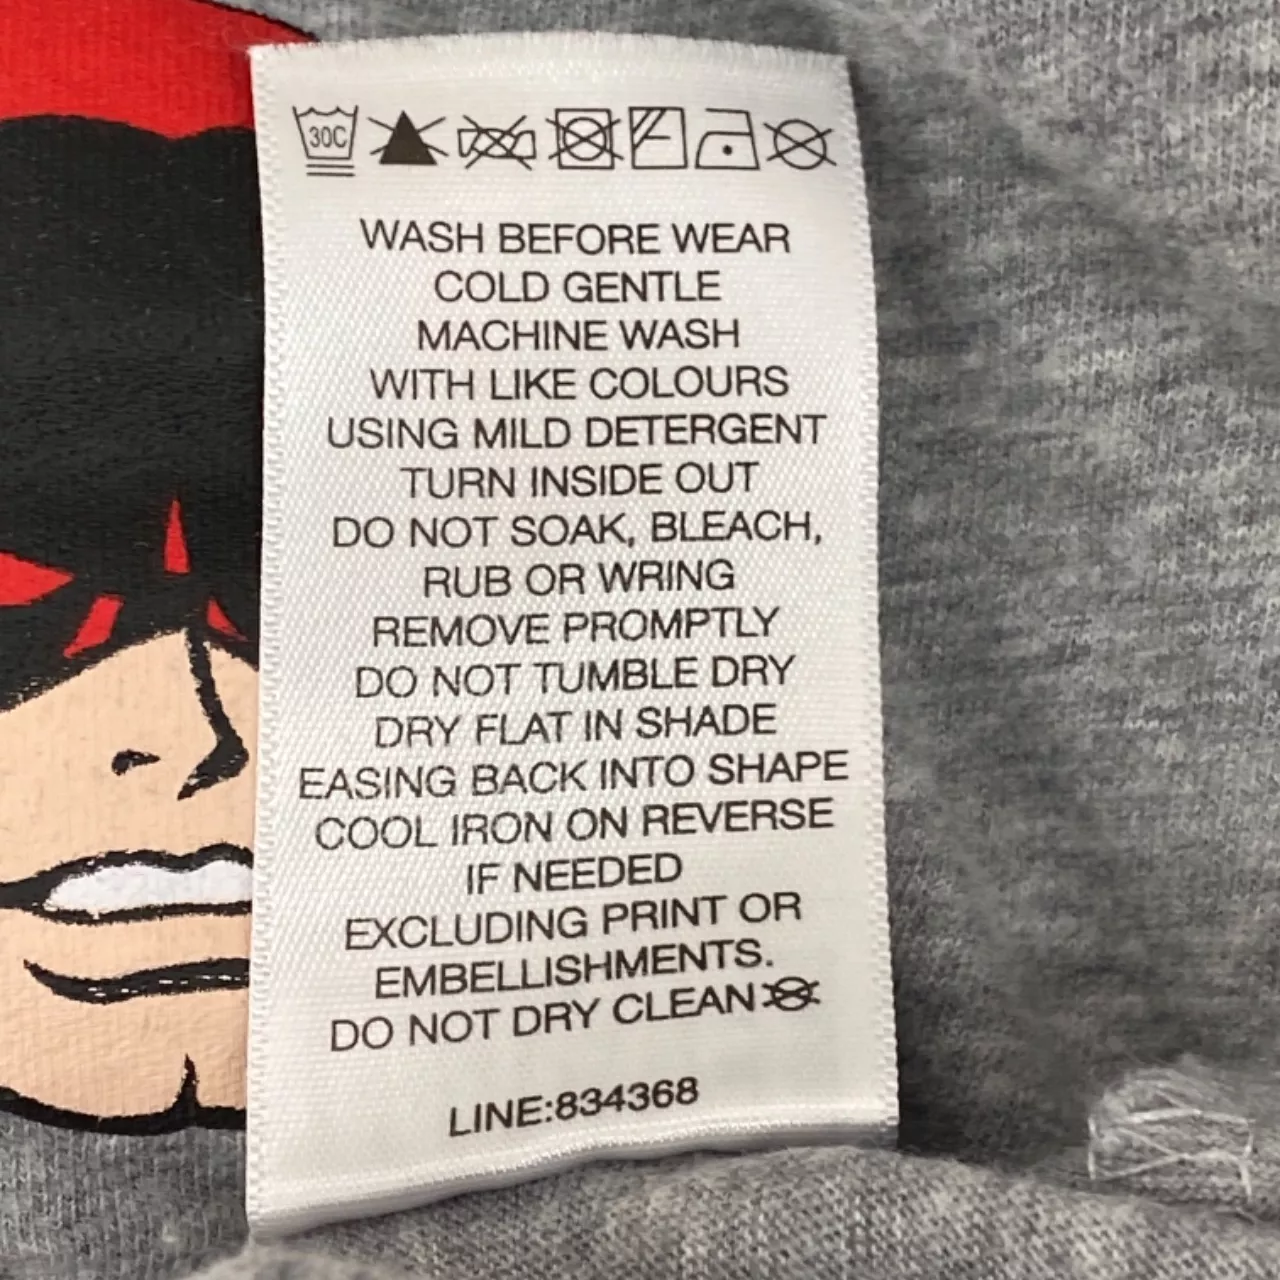 30C
WASH BEFORE WEAR
COLD GENTLE
MACHINE WASH
WITH LIKE COLOURS
USING MILD DETERGENT
TURN INSIDE OUT
DO NOT SOAK, BLEACH,
RUB OR WRING
REMOVE PROMPTLY
DO NOT TUMBLE DRY
DRY FLAT IN SHADE
EASING BACK INTO SHAPE
COOL IRON ON REVERSE
IF NEEDED
EXCLUDING PRINT OR
EMBELLISHMENTS.
DO NOT DRY CLEAN
LINE:834368